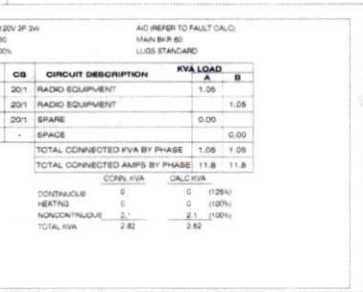 120V 3P 3W AIC (REFER TO FAULT CALC)
MAIN BKR 60
00% LUGS STANDARD
CB CIRCUIT DESCRIPTION KVA LOAD
A B
20/1 RADIO EQUIPMENT 1.05
20/1 RADIO EQUIPMENT 1.05
20/1 SPARE 0.00
- SPACE 0.00
TOTAL CONNECTED KVA BY PHASE 1.05 1.05
TOTAL CONNECTED AMPS BY PHASE 11.8 11.8
CONN. KVA CALC KVA
CONTINUOUS 0 0 (125%)
HEATING 0 0 (100%)
NONCONTINUOUS 2.1 2.1 (100%)
TOTAL KVA 2.82 2.82